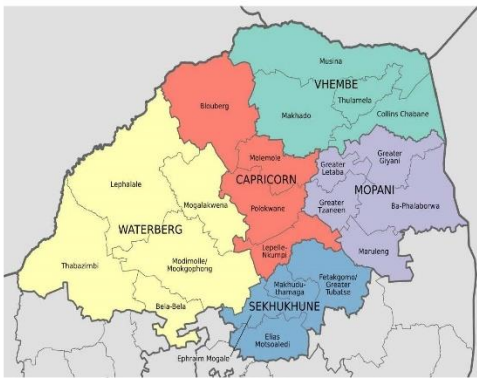 Musina
VHEMBE
Thulamela
Collins Chabane
Makhado
Blouberg
Molemole
CAPRICORN
Polokwane
Lepelle-
Nkumpi
Greater
Giyani
Greater
Letaba
MOPANI
Greater
Tzaneen
Ba-Phalaborwa
Maruleng
Lephalale
Mogalakwena
WATERBERG
Modimolle/
Mookgophong
Thabazimbi
Bela-Bela
Fetakgomo/
Greater
Tubatse
Makhudu-
thamaga
SEKHUKHUNE
Elias
Motsoaledi
Ephraim Mogale